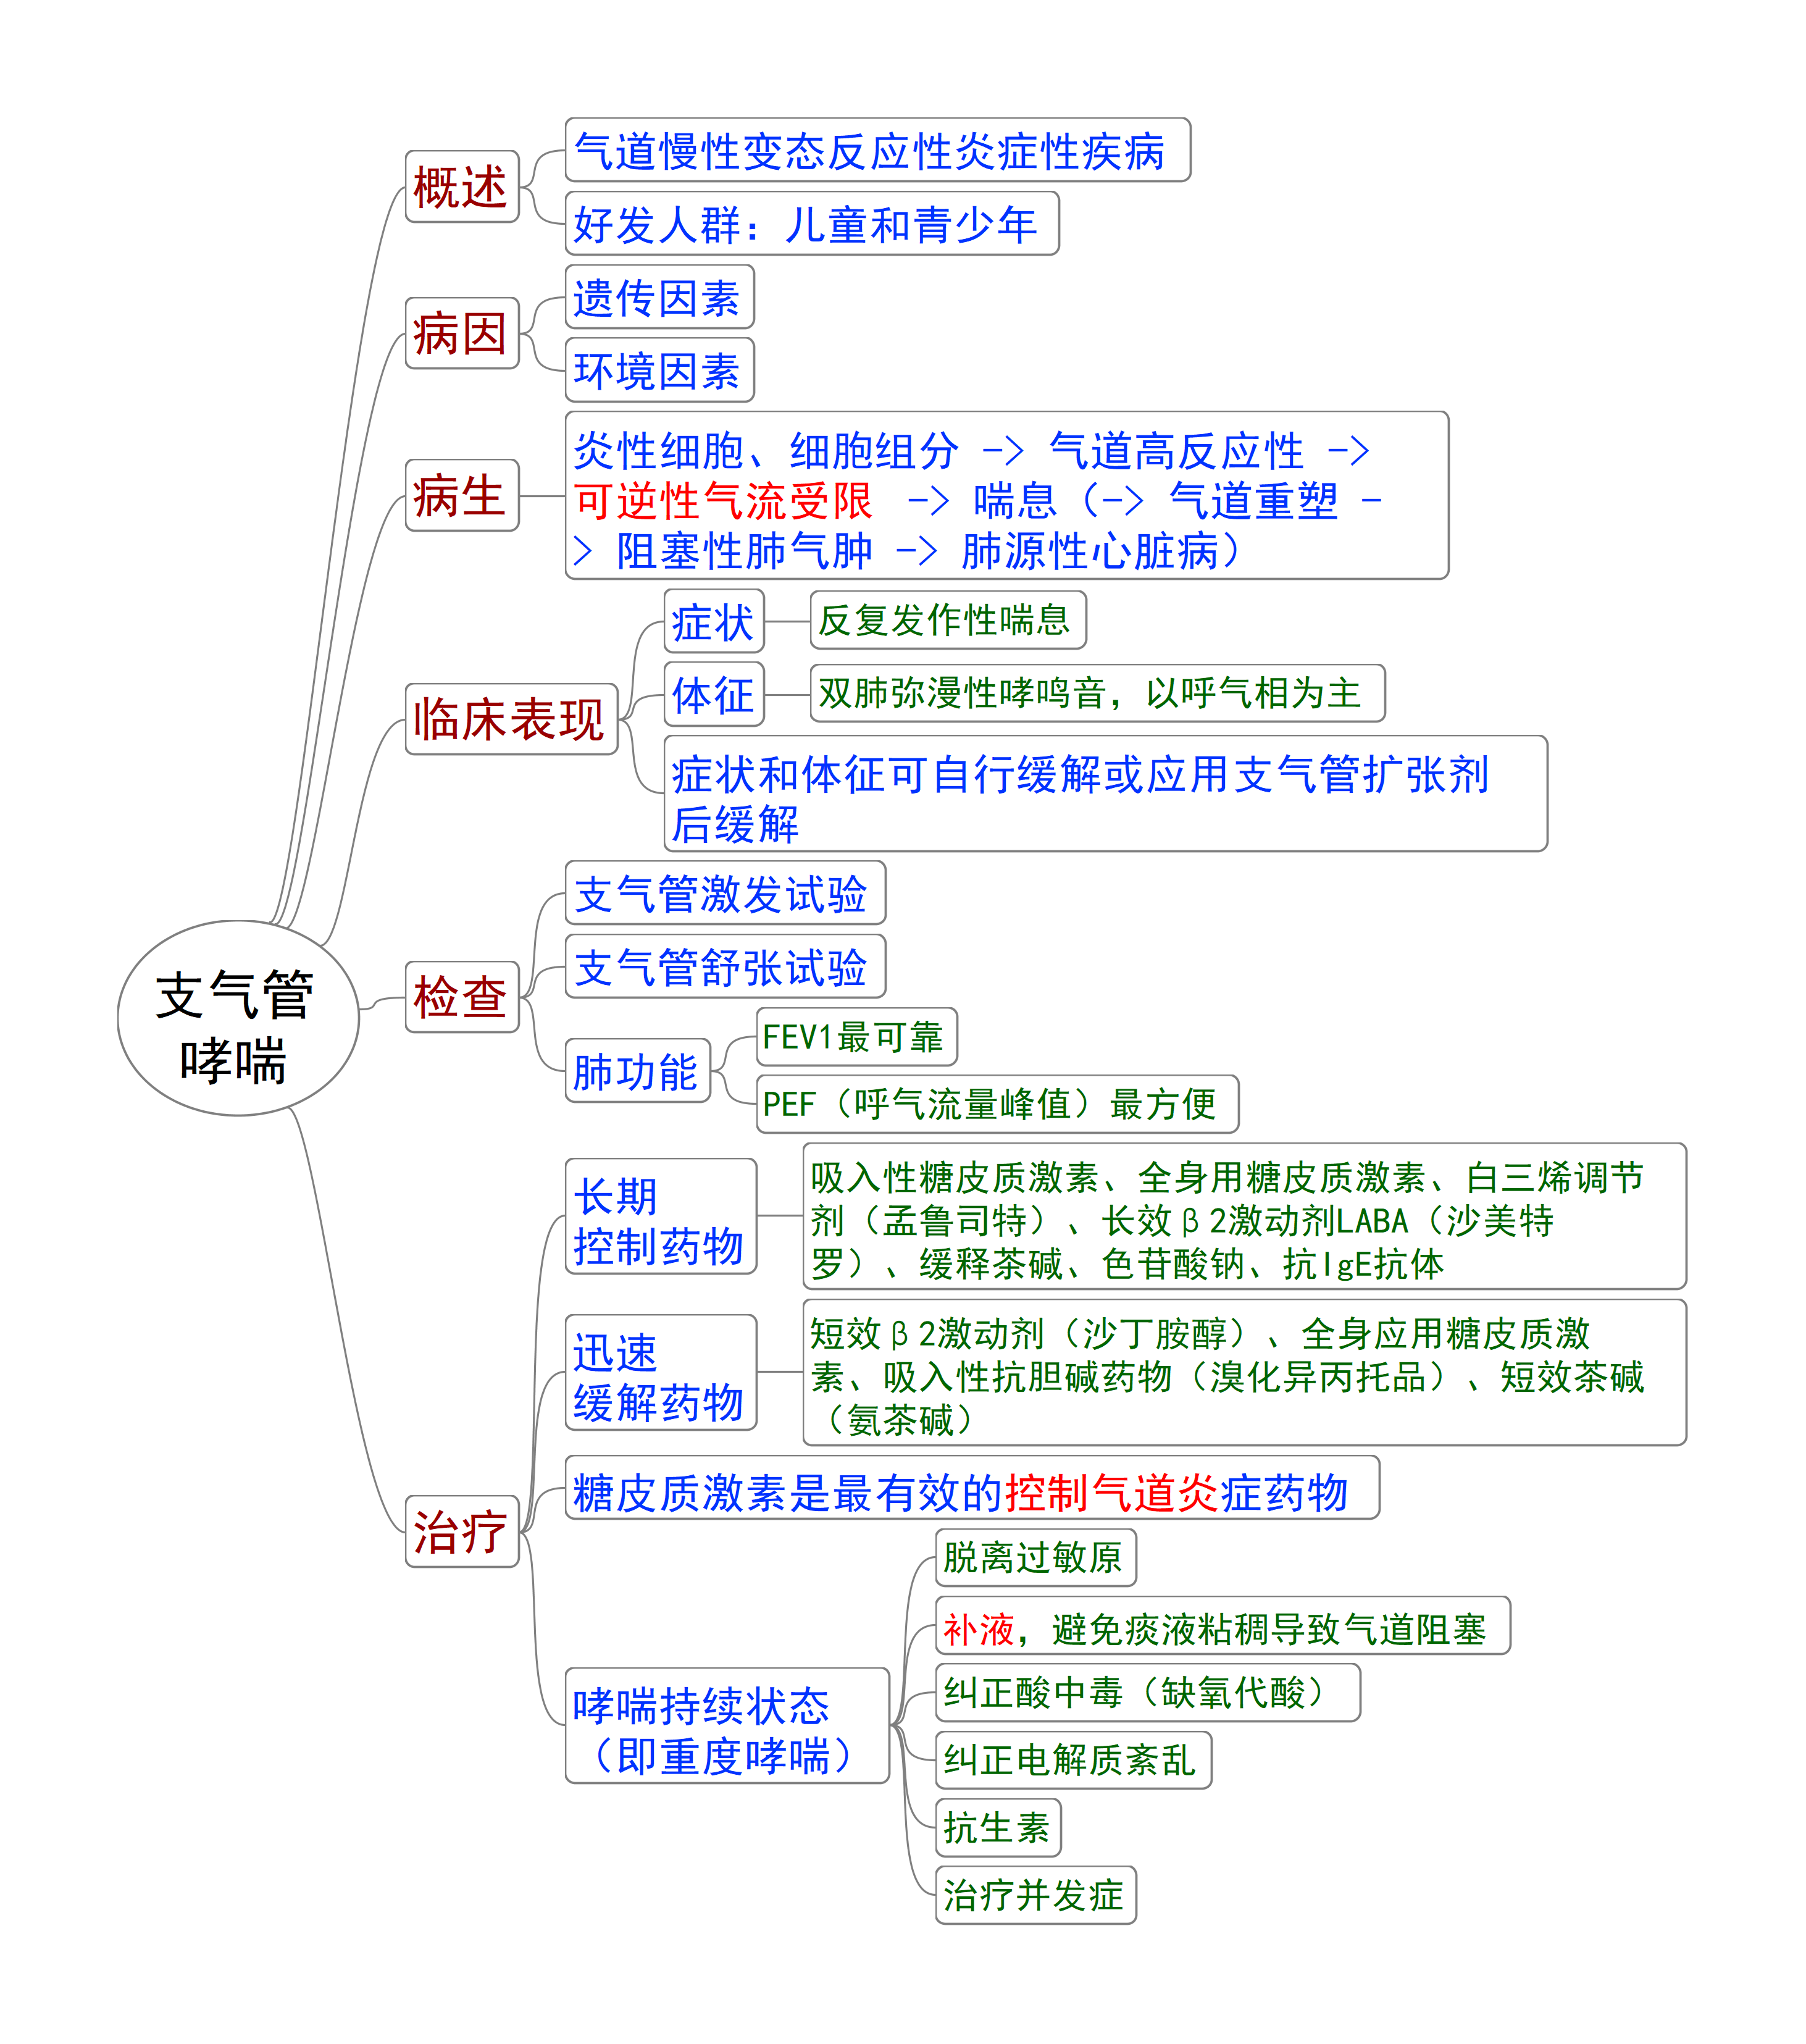 支气管
哮喘
概述
气道慢性变态反应性炎症性疾病
好发人群：儿童和青少年
病因
遗传因素
环境因素
病生
炎性细胞、细胞组分 -> 气道高反应性 ->
可逆性气流受限 -> 喘息（-> 气道重塑 -
> 阻塞性肺气肿 -> 肺源性心脏病）
临床表现
症状
反复发作性喘息
体征
双肺弥漫性哮鸣音，以呼气相为主
症状和体征可自行缓解或应用支气管扩张剂
后缓解
检查
支气管激发试验
支气管舒张试验
肺功能
FEV1最可靠
PEF（呼气流量峰值）最方便
治疗
长期
控制药物
吸入性糖皮质激素、全身用糖皮质激素、白三烯调节
剂（孟鲁司特）、长效β2激动剂LABA（沙美特
罗）、缓释茶碱、色苷酸钠、抗IgE抗体
迅速
缓解药物
短效β2激动剂（沙丁胺醇）、全身应用糖皮质激
素、吸入性抗胆碱药物（溴化异丙托品）、短效茶碱
（氨茶碱）
糖皮质激素是最有效的控制气道炎症药物
哮喘持续状态
（即重度哮喘）
脱离过敏原
补液，避免痰液粘稠导致气道阻塞
纠正酸中毒（缺氧代酸）
纠正电解质紊乱
抗生素
治疗并发症